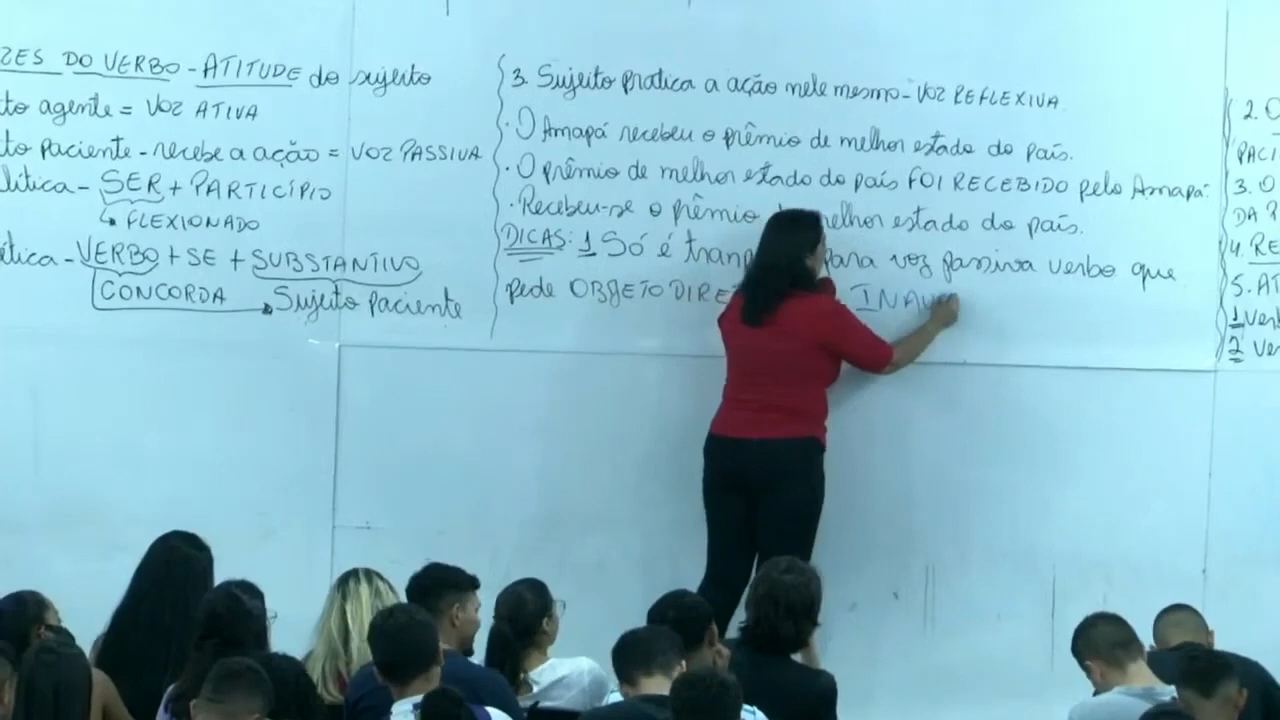 ZES DO VERBO - ATITUDE do sujeito
to agente = VOZ ATIVA
to paciente - recebe a ação = VOZ PASSIVA
lítica - SER + PARTICÍPIO
FLEXIONADO
ética - VERBO + SE + SUBSTANTIVO
CONCORDA Sujeito paciente
3. Sujeito pratica a ação nele mesmo - VOZ REFLEXIVA
· O Amapá recebeu o prêmio de melhor estado do país.
· O prêmio de melhor estado do país FOI RECEBIDO pelo Amapá.
· Recebeu-se o prêmio melhor estado do país.
DICAS: 1 Só é para voz passiva verbo que
pede OBJETO
2. O
PACI
3. O
DA P
4. RE
5. AT
1 ver
2 ve